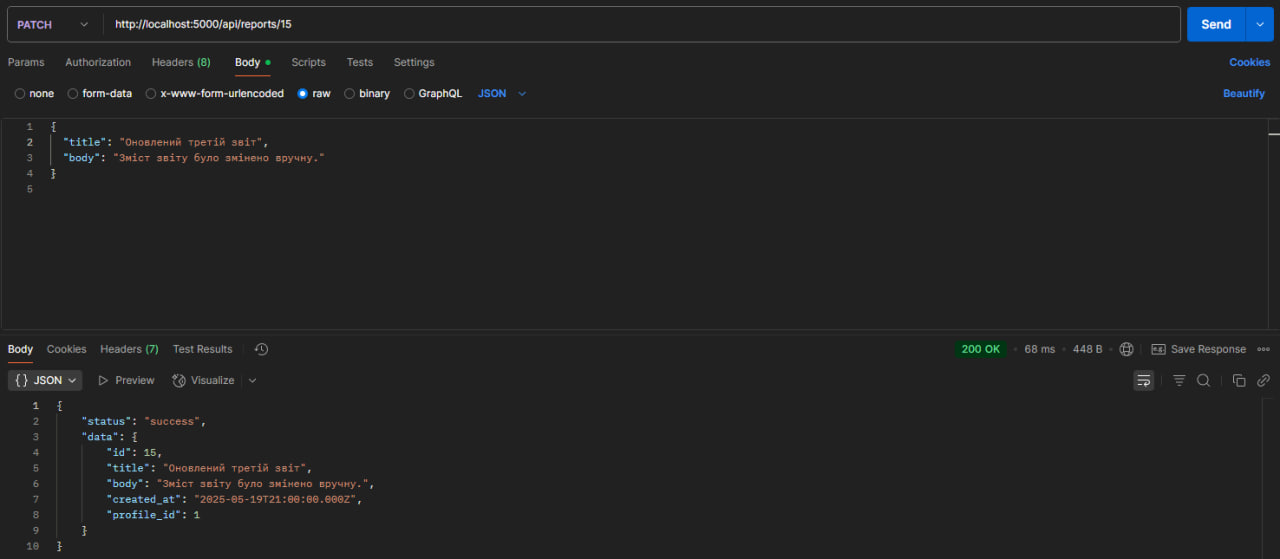 PATCH http://localhost:5000/api/reports/15 Send
Params Authorization Headers (8) Body Scripts Tests Settings Cookies
none form-data x-www-form-urlencoded raw binary GraphQL JSON Beautify
1 {
2 "title": "Оновлений третій звіт",
3 "body": "Зміст звіту було змінено вручну."
4 }
5
Body Cookies Headers (7) Test Results 200 OK 68 ms 448 B Save Response
{} JSON Preview Visualize
1 {
2 "status": "success",
3 "data": {
4 "id": 15,
5 "title": "Оновлений третій звіт",
6 "body": "Зміст звіту було змінено вручну.",
7 "created_at": "2025-05-19T21:00:00.000Z",
8 "profile_id": 1
9 }
10 }